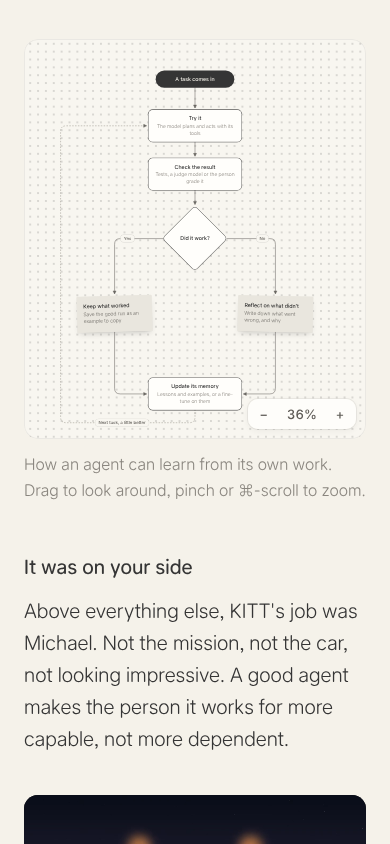 A task comes in
Try it
The model plans and acts with its
tools
Check the result
Tests, a judge model or the person
grade it
Did it work?
Yes
No
Keep what worked
Save the good run as an
example to copy
Reflect on what didn't
Write down what went
wrong, and why
Update its memory
Lessons and examples, or a fine-
tune on them
Next task, a little better
− 36% +
How an agent can learn from its own work.
Drag to look around, pinch or ⌘-scroll to zoom.
It was on your side
Above everything else, KITT's job was
Michael. Not the mission, not the car,
not looking impressive. A good agent
makes the person it works for more
capable, not more dependent.